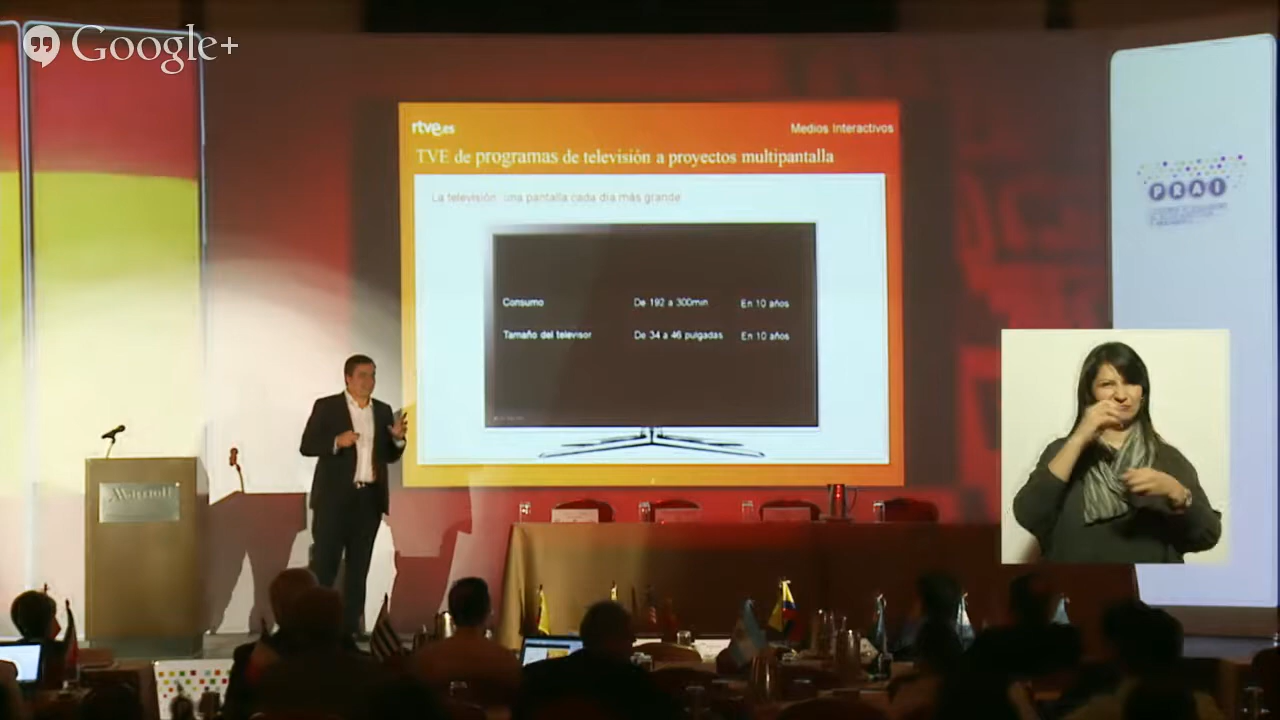 Google+
rtve.es
Medios Interactivos
TVE de programas de televisión a proyectos multipantalla
La televisión, una pantalla cada día más grande
Consumo De 192 a 300min En 10 años
Tamaño del televisor De 34 a 46 pulgadas En 10 años
PRAI
Marriott